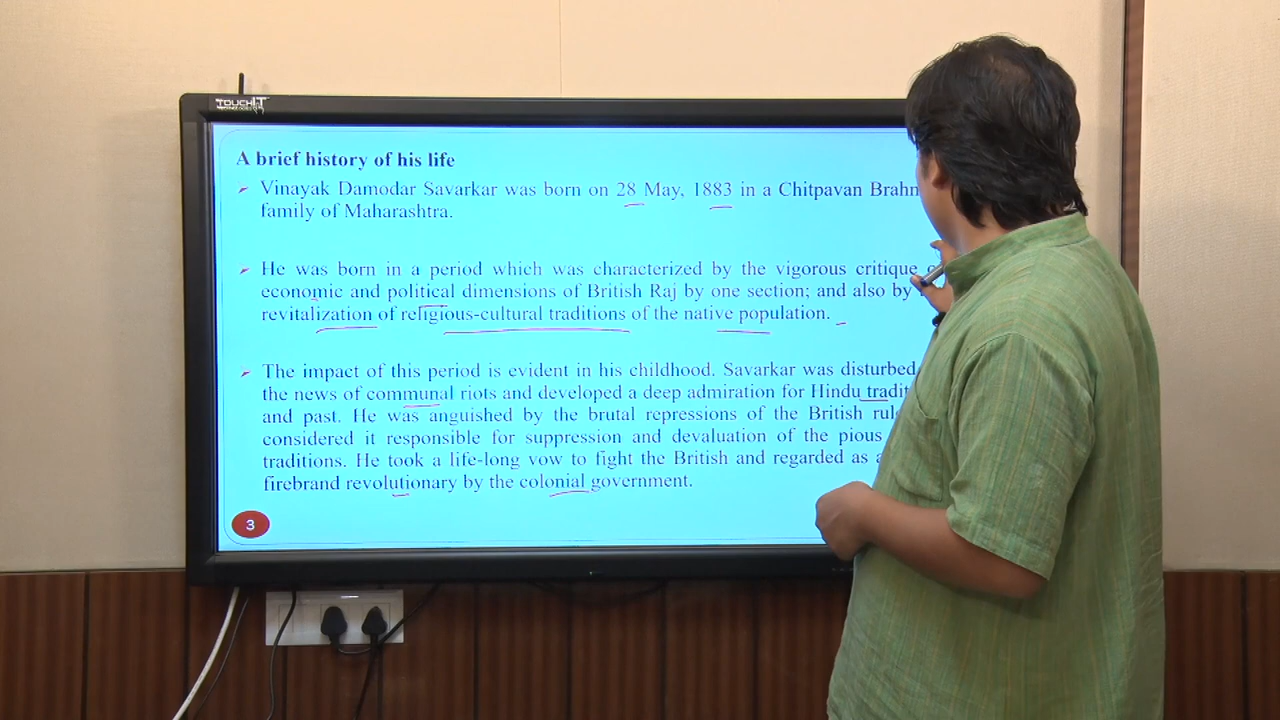 TOUCHIT
A brief history of his life
➢ Vinayak Damodar Savarkar was born on 28 May, 1883 in a Chitpavan
family of Maharashtra.
➢ He was born in a period which was characterized by the vigorous critique
economic and political dimensions of British Raj by one section; and also by
revitalization of religious-cultural traditions of the native population.
➢ The impact of this period is evident in his childhood. Savarkar was disturbed
the news of communal riots and developed a deep admiration for Hindu
and past. He was anguished by the brutal repressions of the British
considered it responsible for suppression and devaluation of the pious
traditions. He took a life-long vow to fight the British and regarded as
firebrand revolutionary by the colonial government.
3